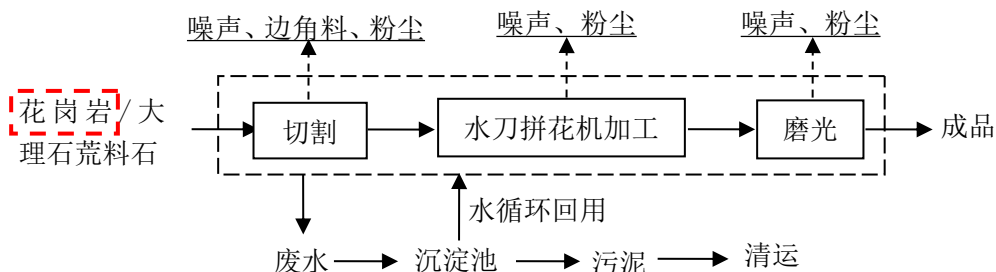 噪声、边角料、粉尘
噪声、粉尘
噪声、粉尘
花岗岩/大
理石荒料石
切割
水刀拼花机加工
磨光
成品
水循环回用
废水
沉淀池
污泥
清运